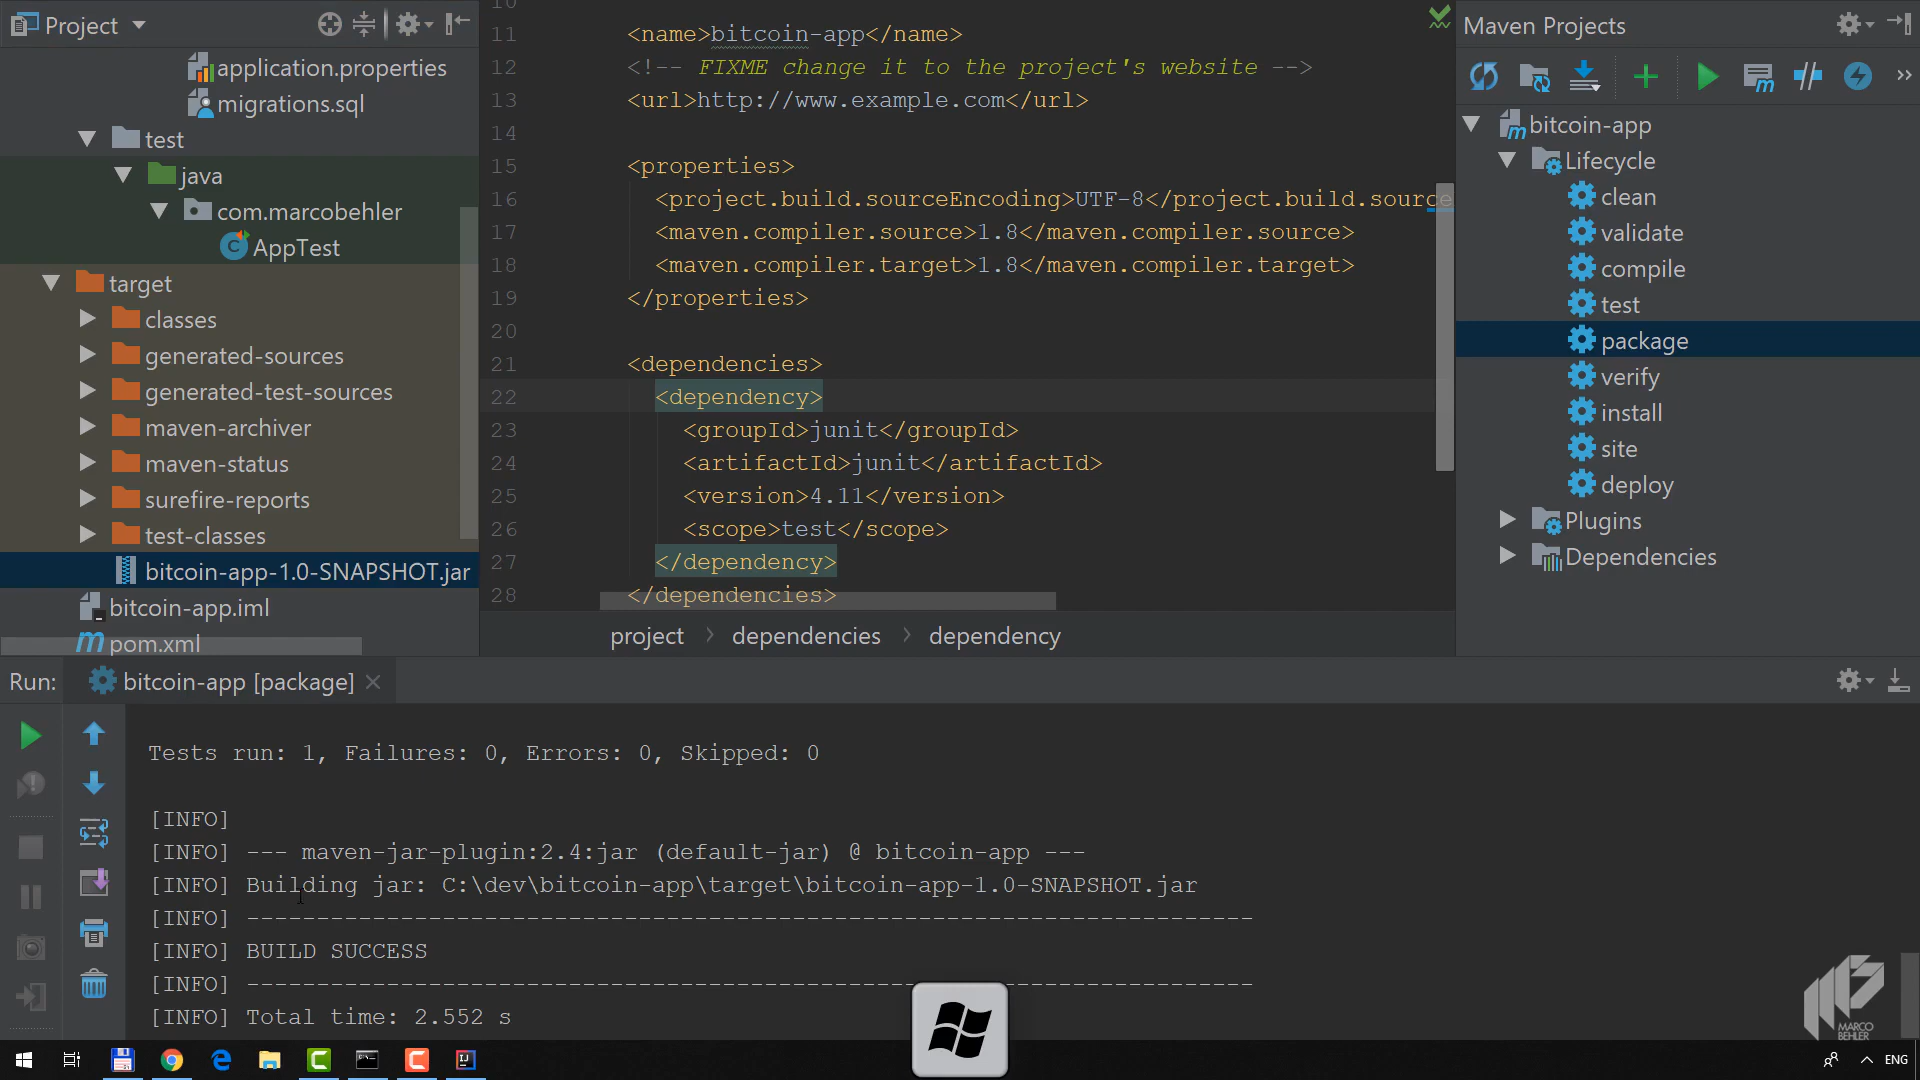 Project
application.properties
migrations.sql
test
java
com.marcobehler
AppTest
target
classes
generated-sources
generated-test-sources
maven-archiver
maven-status
surefire-reports
test-classes
bitcoin-app-1.0-SNAPSHOT.jar
bitcoin-app.iml
pom.xml
10
11 <name>bitcoin-app</name>
12 <!-- FIXME change it to the project's website -->
13 <url>http://www.example.com</url>
14
15 <properties>
16 <project.build.sourceEncoding>UTF-8</project.build.source
17 <maven.compiler.source>1.8</maven.compiler.source>
18 <maven.compiler.target>1.8</maven.compiler.target>
19 </properties>
20
21 <dependencies>
22 <dependency>
23 <groupId>junit</groupId>
24 <artifactId>junit</artifactId>
25 <version>4.11</version>
26 <scope>test</scope>
27 </dependency>
28 </dependencies>
project > dependencies > dependency
Maven Projects
bitcoin-app
Lifecycle
clean
validate
compile
test
package
verify
install
site
deploy
Plugins
Dependencies
Run: bitcoin-app [package]
Tests run: 1, Failures: 0, Errors: 0, Skipped: 0
[INFO]
[INFO] --- maven-jar-plugin:2.4:jar (default-jar) @ bitcoin-app ---
[INFO] Building jar: C:\dev\bitcoin-app\target\bitcoin-app-1.0-SNAPSHOT.jar
[INFO] ------------------------------------------------------------------------
[INFO] BUILD SUCCESS
[INFO] ------------------------------------------------------------------------
[INFO] Total time: 2.552 s
MARCO
BEHLER
ENG